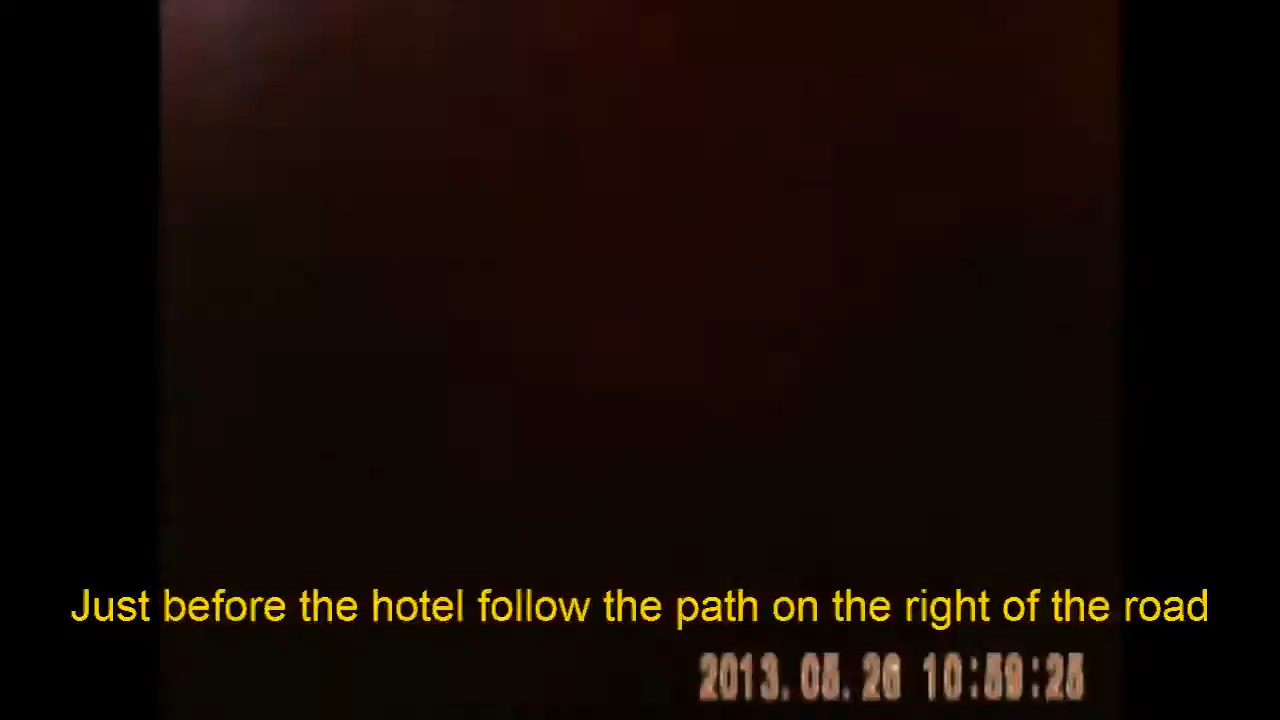 Just before the hotel follow the path on the right of the road
2013.05.26 10:59:25